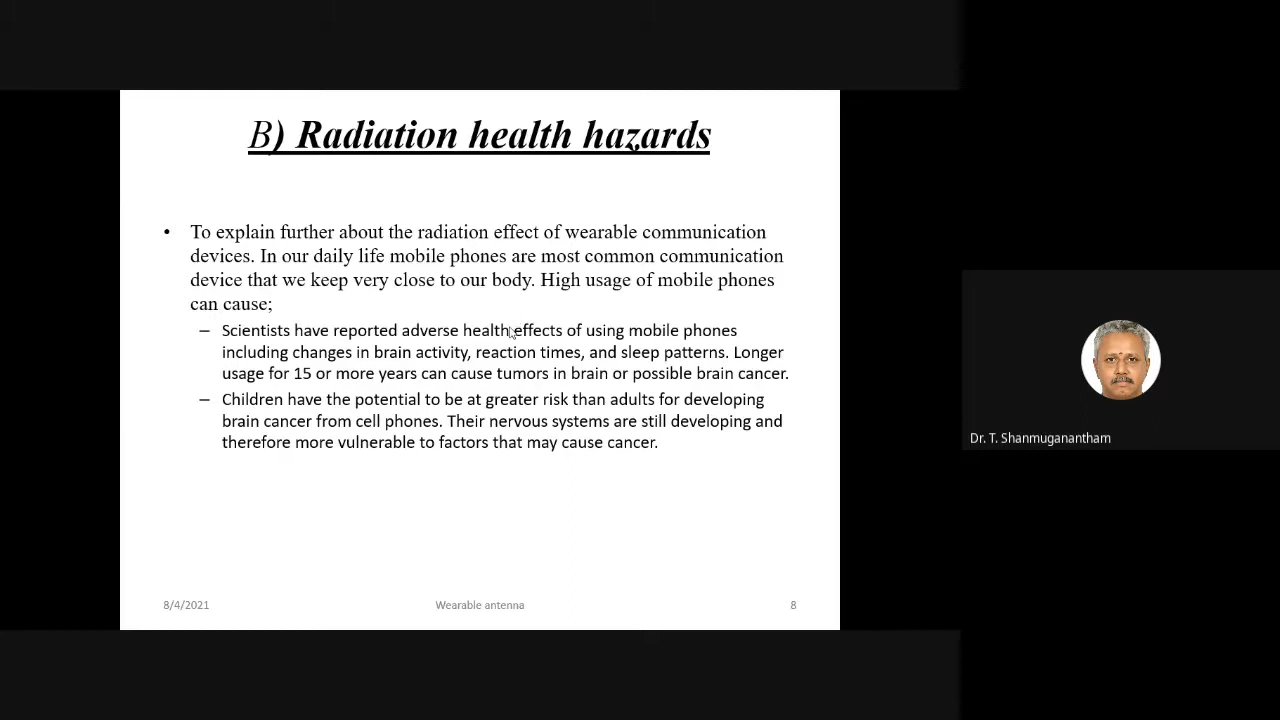 B) Radiation health hazards
• To explain further about the radiation effect of wearable communication
devices. In our daily life mobile phones are most common communication
device that we keep very close to our body. High usage of mobile phones
can cause;
– Scientists have reported adverse health effects of using mobile phones
including changes in brain activity, reaction times, and sleep patterns. Longer
usage for 15 or more years can cause tumors in brain or possible brain cancer.
– Children have the potential to be at greater risk than adults for developing
brain cancer from cell phones. Their nervous systems are still developing and
therefore more vulnerable to factors that may cause cancer.
8/4/2021 Wearable antenna 8
Dr. T. Shanmuganantham